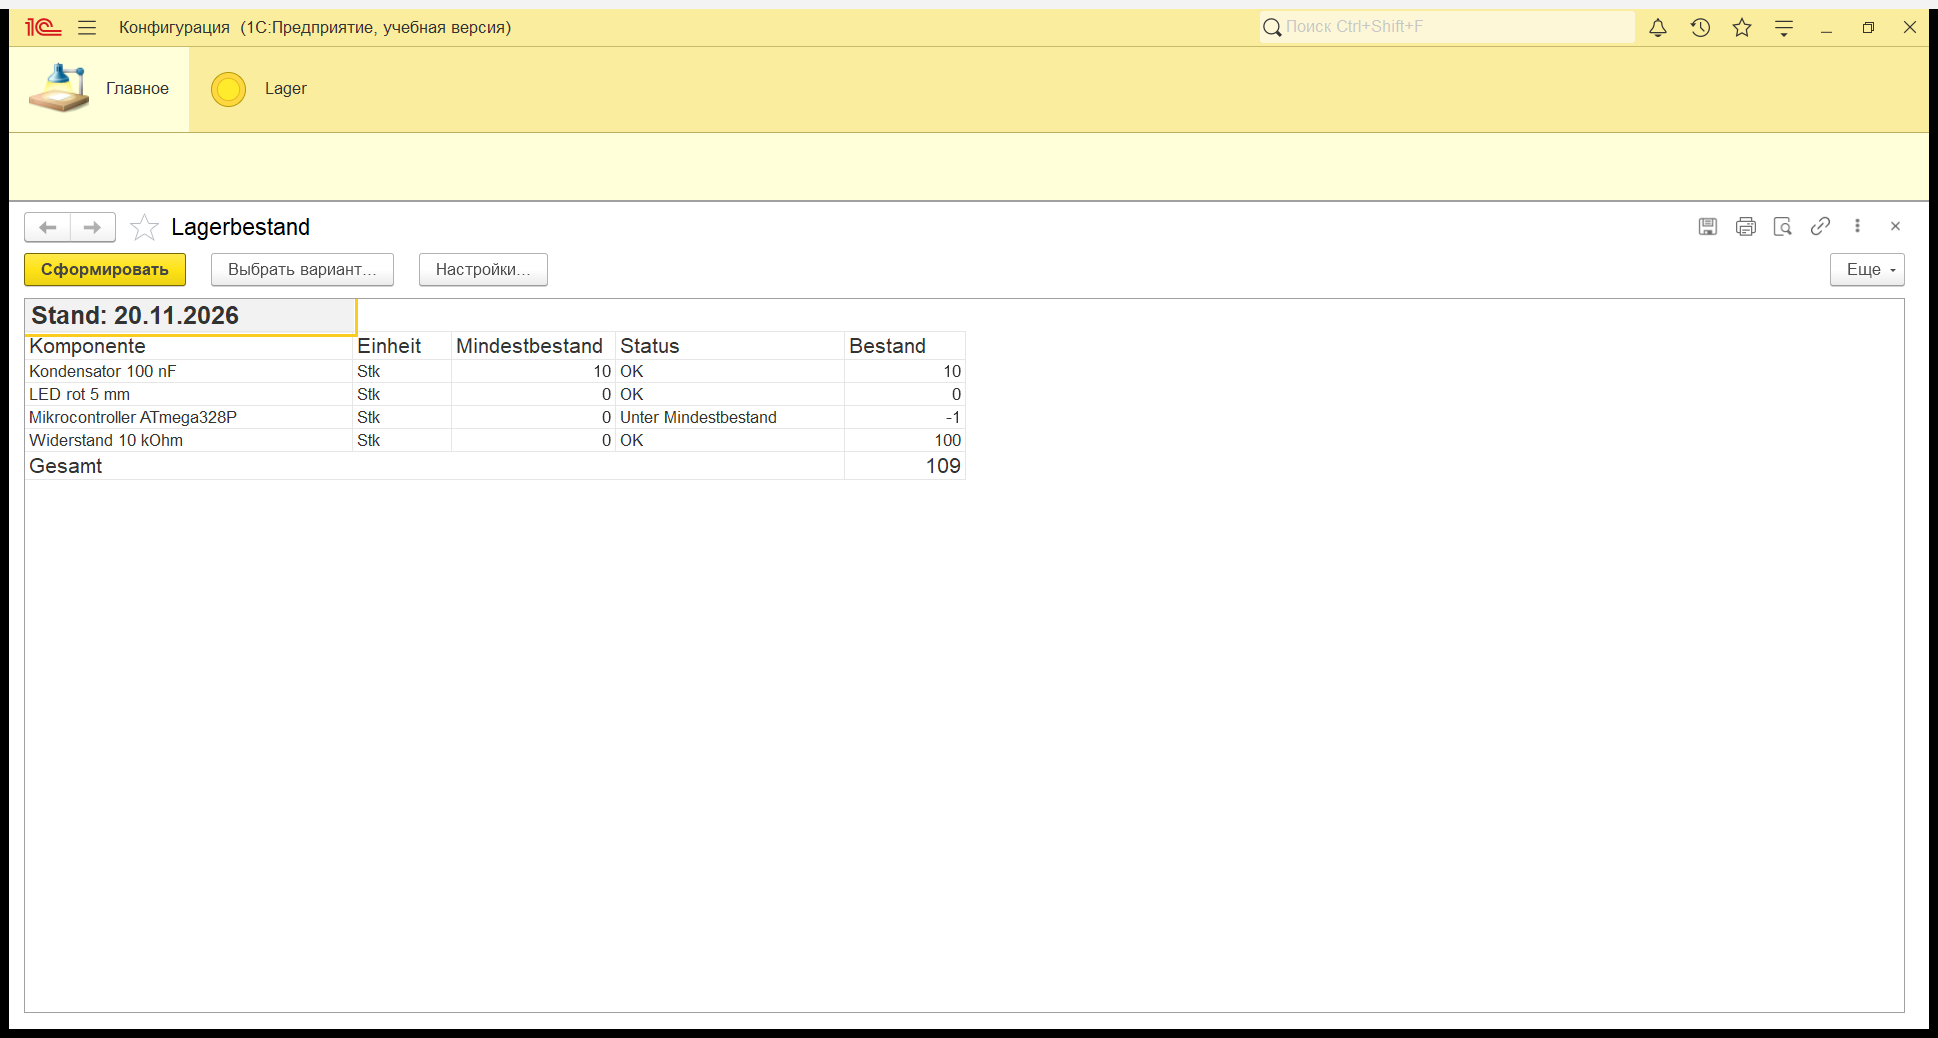 1С Конфигурация (1С:Предприятие, учебная версия) Поиск Ctrl+Shift+F
Главное Lager
Lagerbestand
Сформировать Выбрать вариант... Настройки... Еще
Stand: 20.11.2026
Komponente Einheit Mindestbestand Status Bestand
Kondensator 100 nF Stk 10 OK 10
LED rot 5 mm Stk 0 OK 0
Mikrocontroller ATmega328P Stk 0 Unter Mindestbestand -1
Widerstand 10 kOhm Stk 0 OK 100
Gesamt 109